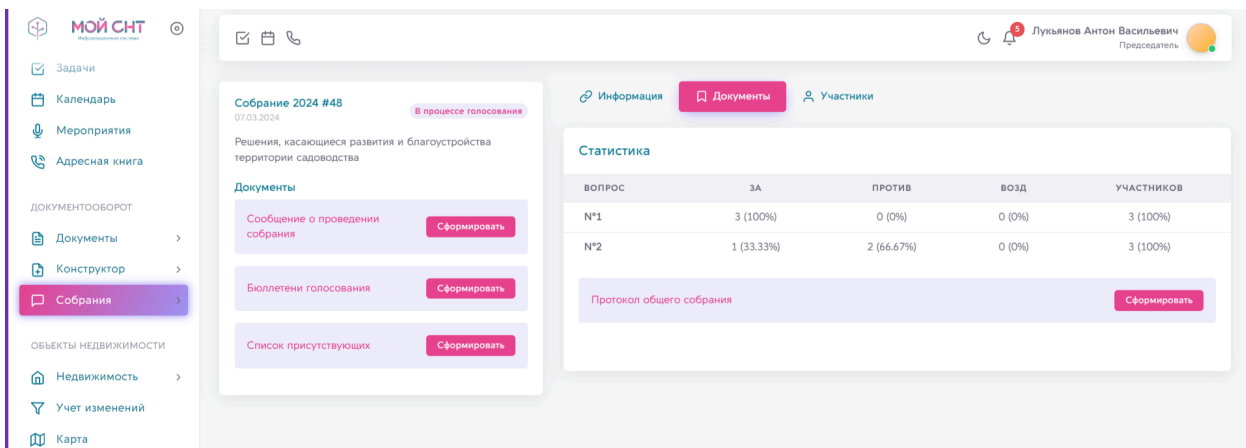 МОЙ СНТ
Информационная система
Задачи
Календарь
Мероприятия
Адресная книга
ДОКУМЕНТООБОРОТ
Документы
Конструктор
Собрания
ОБЪЕКТЫ НЕДВИЖИМОСТИ
Недвижимость
Учет изменений
Карта
5
Лукьянов Антон Васильевич
Председатель
Собрание 2024 #48
07.03.2024
В процессе голосования
Решения, касающиеся развития и благоустройства
территории садоводства
Документы
Сообщение о проведении
собрания
Сформировать
Бюллетени голосования
Сформировать
Список присутствующих
Сформировать
Информация
Документы
Участники
Статистика
ВОПРОС ЗА ПРОТИВ ВОЗД УЧАСТНИКОВ
№1 3 (100%) 0 (0%) 0 (0%) 3 (100%)
№2 1 (33.33%) 2 (66.67%) 0 (0%) 3 (100%)
Протокол общего собрания
Сформировать